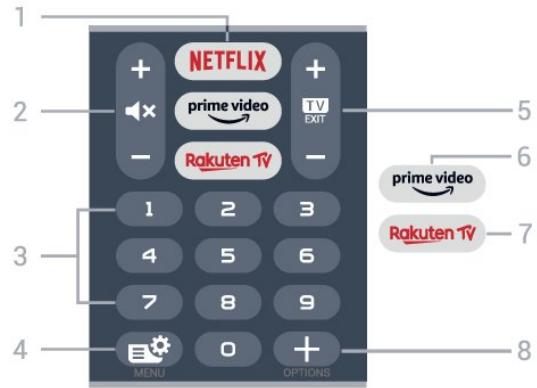 1
NETFLIX
+ +
2 prime video TV 5
EXIT
- - 6
Rakuten TV prime video
1 2 3
Rakuten TV 7
3 4 5 6
7 8 9
4 0 + 8
MENU OPTIONS